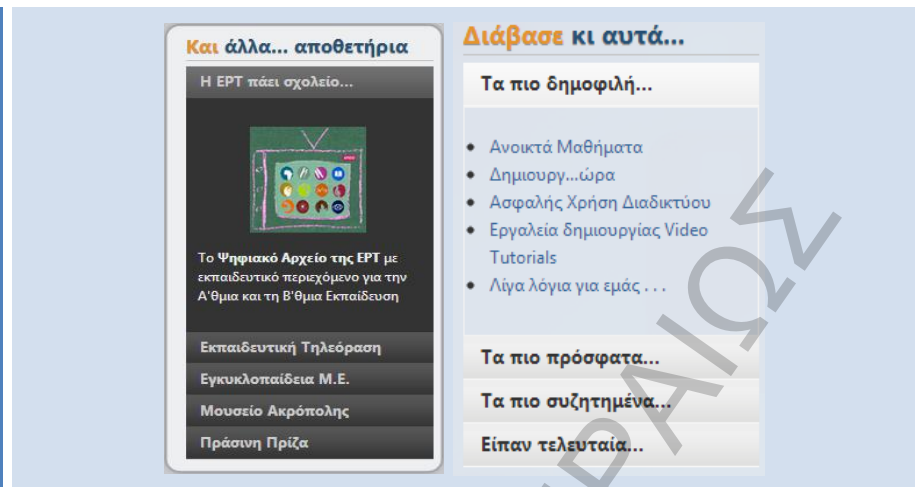 Και άλλα... αποθετήρια
Η ΕΡΤ πάει σχολείο...
Το Ψηφιακό Αρχείο της ΕΡΤ με
εκπαιδευτικό περιεχόμενο για την
Α'θμια και τη Β'θμια Εκπαίδευση
Εκπαιδευτική Τηλεόραση
Εγκυκλοπαίδεια Μ.Ε.
Μουσείο Ακρόπολης
Πράσινη Πρίζα
Διάβασε κι αυτά...
Τα πιο δημοφιλή...
Ανοικτά Μαθήματα
Δημιουργ...ώρα
Ασφαλής Χρήση Διαδικτύου
Εργαλεία δημιουργίας Video
Tutorials
Λίγα λόγια για εμάς . . .
Τα πιο πρόσφατα...
Τα πιο συζητημένα...
Είπαν τελευταία...